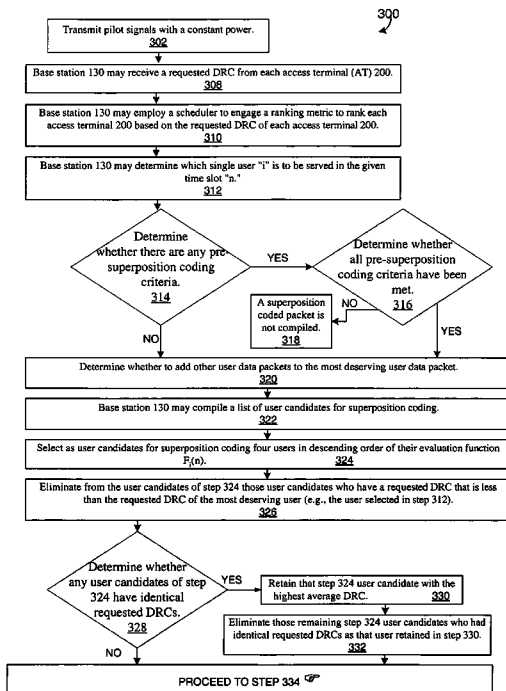 300
Transmit pilot signals with a constant power.
302
Base station 130 may receive a requested DRC from each access terminal (AT) 200.
308
Base station 130 may employ a scheduler to engage a ranking metric to rank each
access terminal 200 based on the requested DRC of each access terminal 200.
310
Base station 130 may determine which single user "i" is to be served in the given
time slot "n."
312
Determine
whether there are any pre-
superposition coding
criteria.
314
YES
Determine whether
all pre-superposition
coding criteria have been
met.
316
NO
A superposition
coded packet is
not compiled.
318
YES
NO
Determine whether to add other user data packets to the most deserving user data packet.
320
Base station 130 may compile a list of user candidates for superposition coding.
322
Select as user candidates for superposition coding four users in descending order of their evaluation function
Fi(n).
324
Eliminate from the user candidates of step 324 those user candidates who have a requested DRC that is less
than the requested DRC of the most deserving user (e.g., the user selected in step 312).
326
Determine whether
any user candidates of step
324 have identical
requested DRCs.
328
YES
Retain that step 324 user candidate with the
highest average DRC.
330
Eliminate those remaining step 324 user candidates who had
identical requested DRCs as that user retained in step 330.
332
NO
PROCEED TO STEP 334 ☞